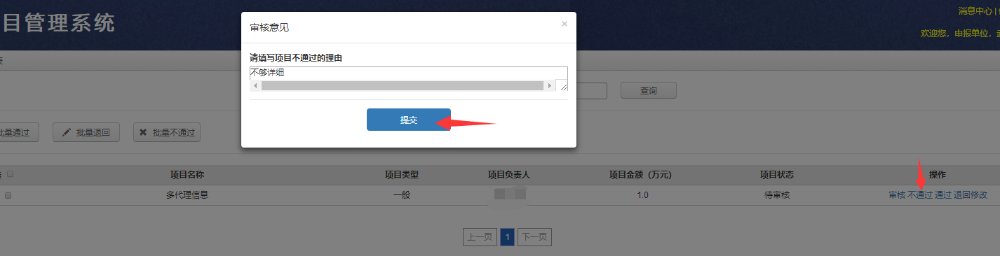 目管理系统
消息中心 |
欢迎您，申报单位，
审核意见
×
请填写项目不通过的理由
不够详细
提交
查询
批量通过 批量退回 批量不通过
项目名称 项目类型 项目负责人 项目金额（万元） 项目状态 操作
多代理信息 一般 1.0 待审核 审核 不通过 通过 退回修改
上一页 1 下一页